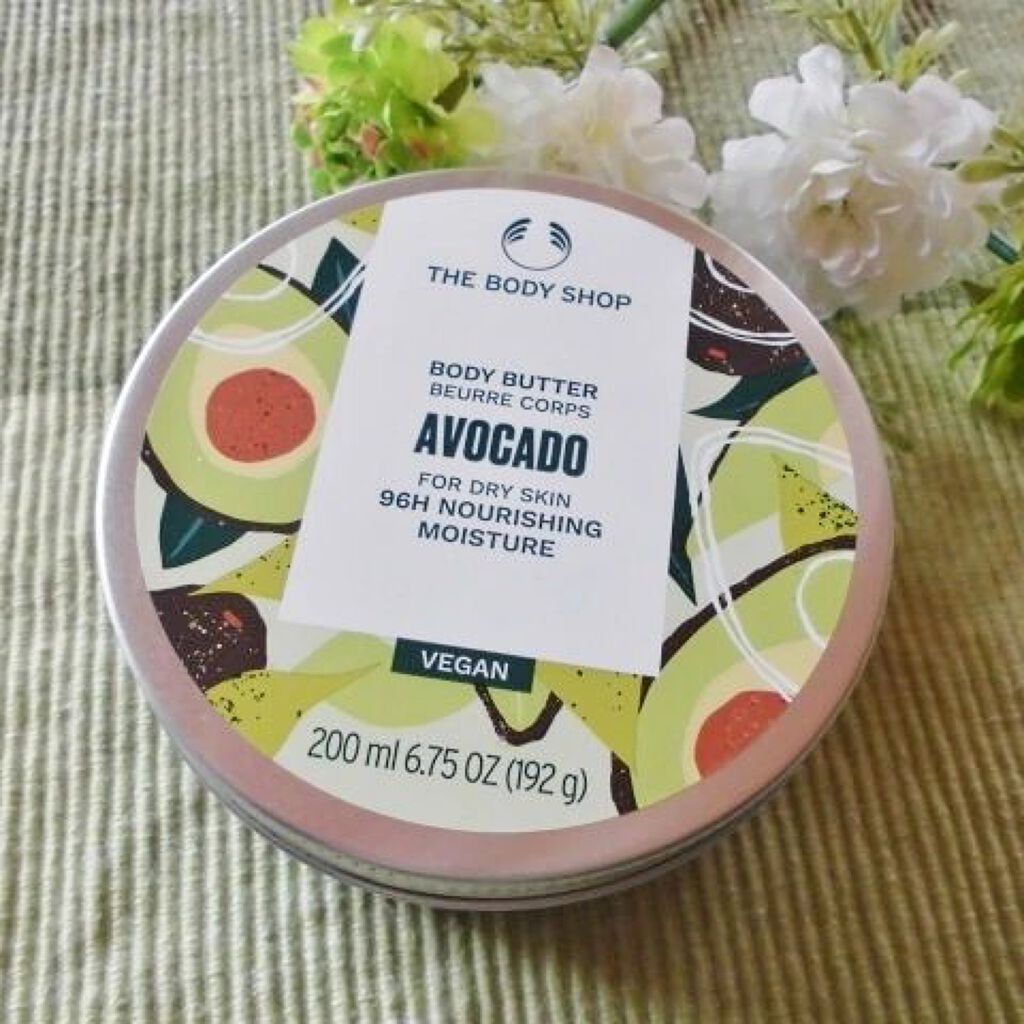 THE BODY SHOP
BODY BUTTER
BEURRE CORPS
AVOCADO
FOR DRY SKIN
96H NOURISHING
MOISTURE
VEGAN
200 ml 6.75 OZ (192 g)